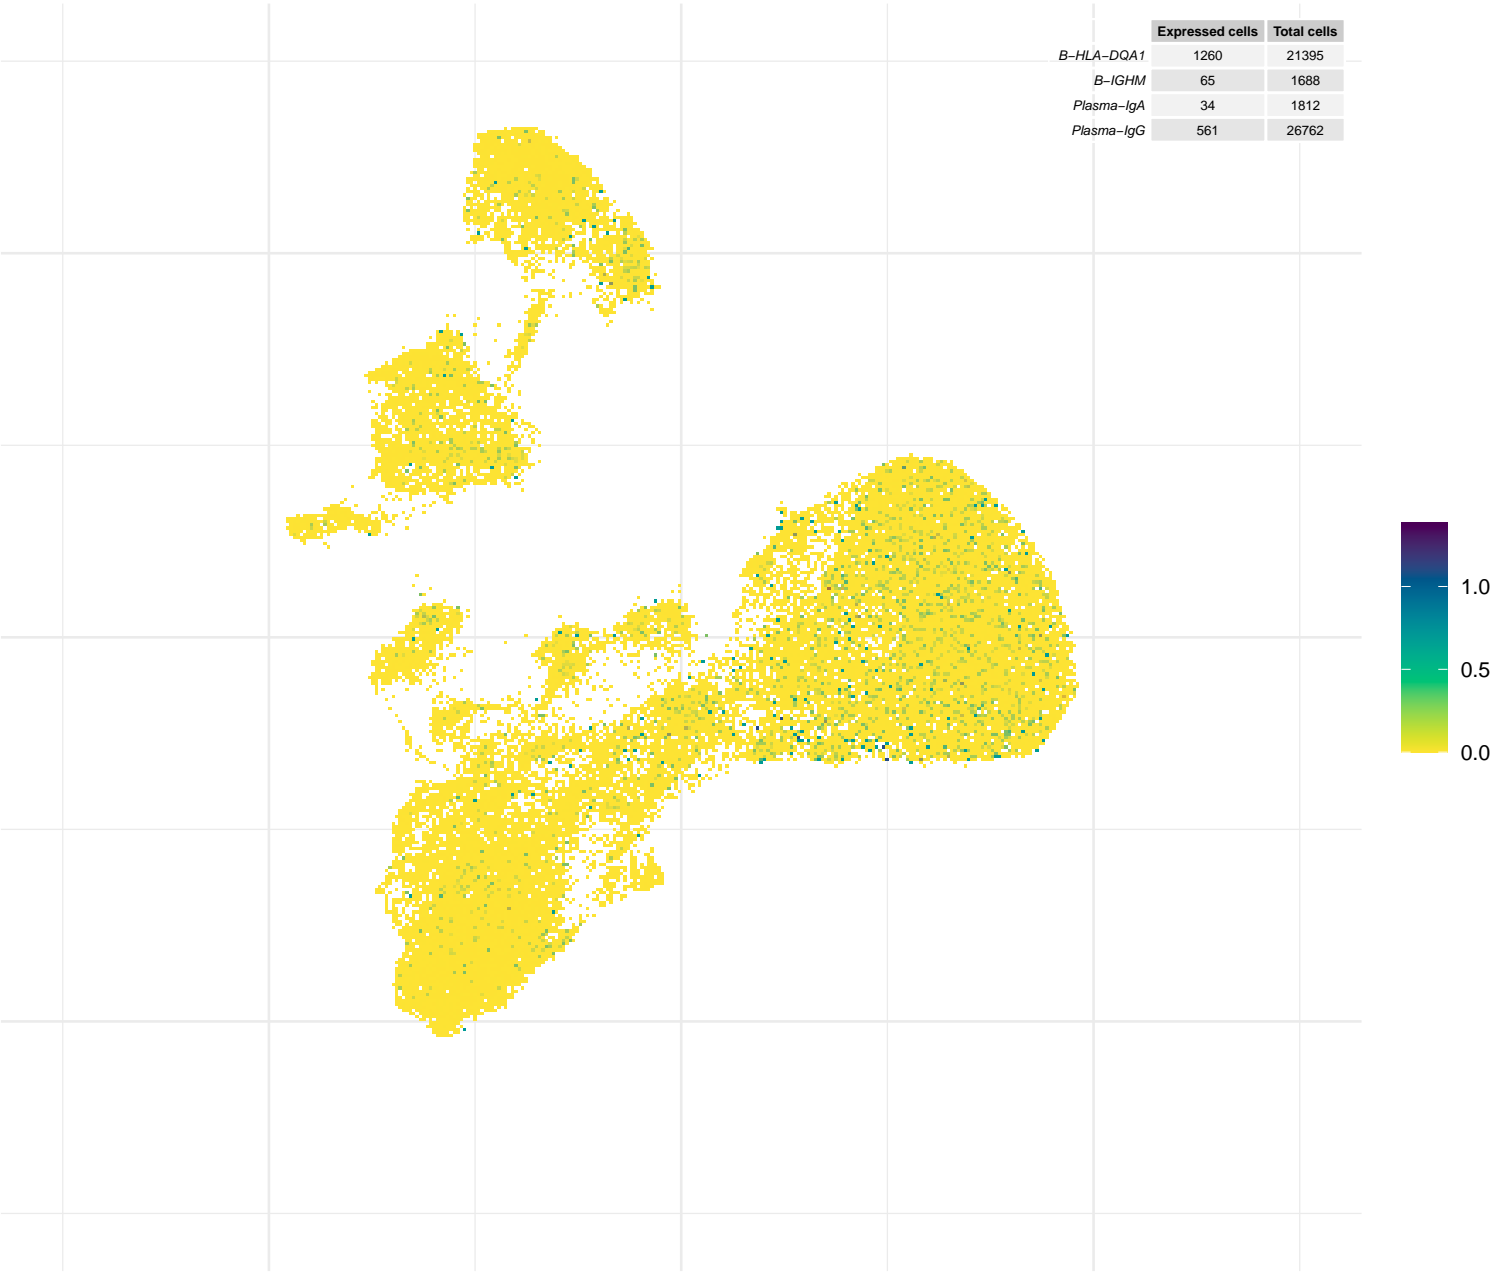 Expressed cells Total cells
B−HLA−DQA1 1260 21395
B−IGHM 65 1688
Plasma−IgA 34 1812
Plasma−IgG 561 26762
1.0
0.5
0.0